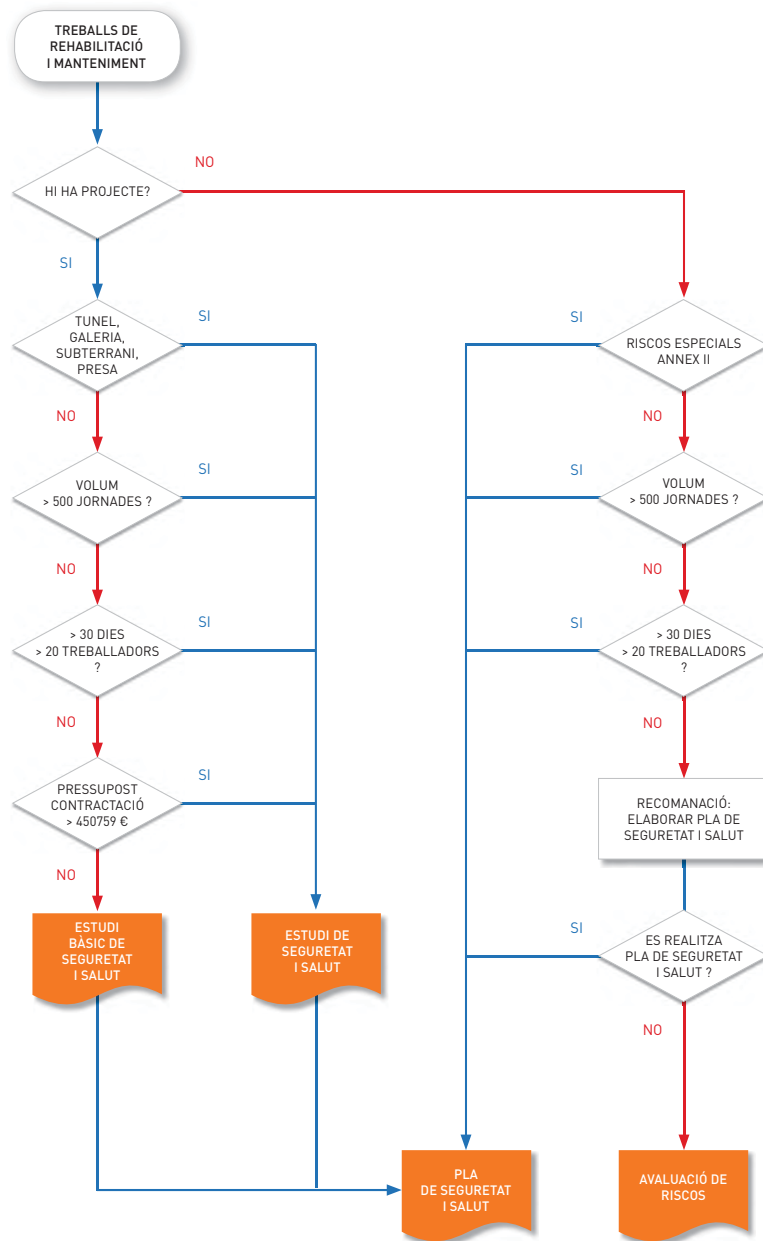 TREBALLS DE
REHABILITACIÓ
I MANTENIMENT
NO
HI HA PROJECTE?
SI
TUNEL,
GALERIA,
SUBTERRANI,
PRESA
SI
SI
RISCOS ESPECIALS
ANNEX II
NO
NO
VOLUM
> 500 JORNADES ?
SI
SI
VOLUM
> 500 JORNADES ?
NO
NO
> 30 DIES
> 20 TREBALLADORS
?
SI
SI
> 30 DIES
> 20 TREBALLADORS
?
NO
NO
PRESSUPOST
CONTRACTACIÓ
> 450759 €
SI
RECOMANACIÓ:
ELABORAR PLA DE
SEGURETAT I SALUT
NO
ESTUDI
BÀSIC DE
SEGURETAT
I SALUT
ESTUDI DE
SEGURETAT
I SALUT
SI
ES REALITZA
PLA DE SEGURETAT
I SALUT ?
NO
PLA
DE SEGURETAT
I SALUT
AVALUACIÓ DE
RISCOS